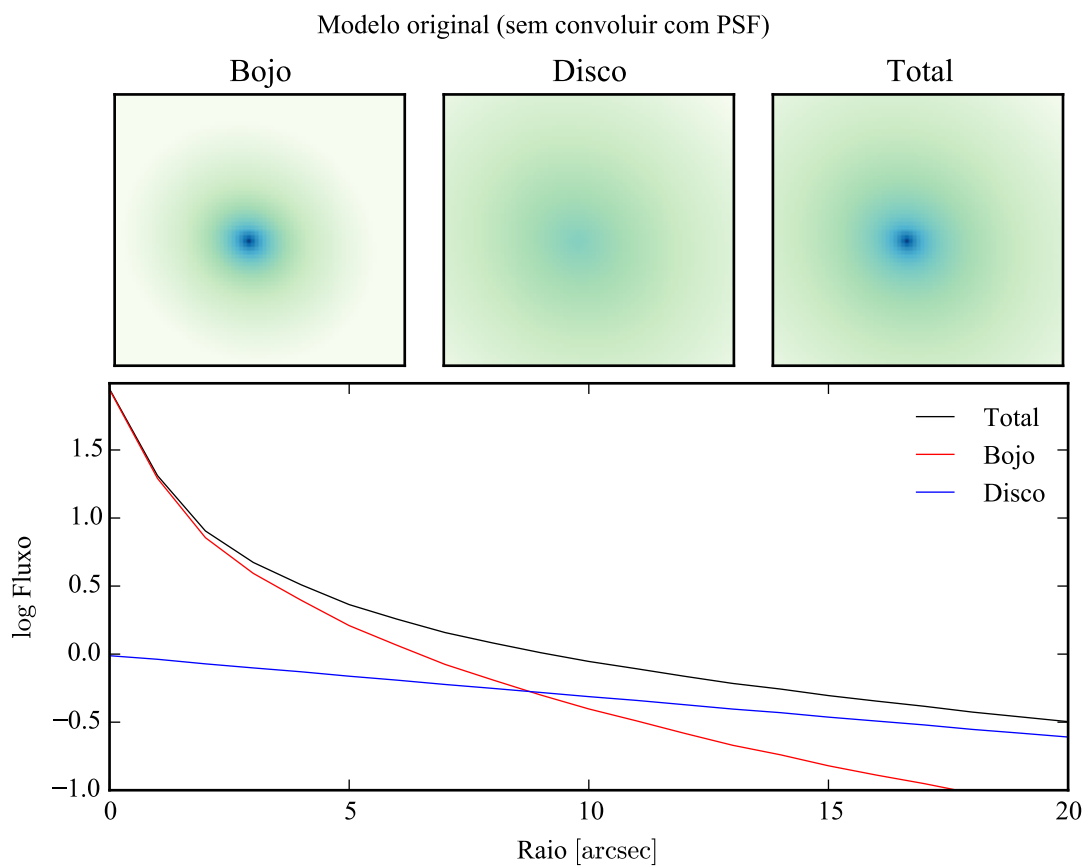 Modelo original (sem convoluir com PSF)
Bojo Disco Total
Total
Bojo
Disco
log Fluxo
1.5
1.0
0.5
0.0
−0.5
−1.0
0 5 10 15 20
Raio [arcsec]